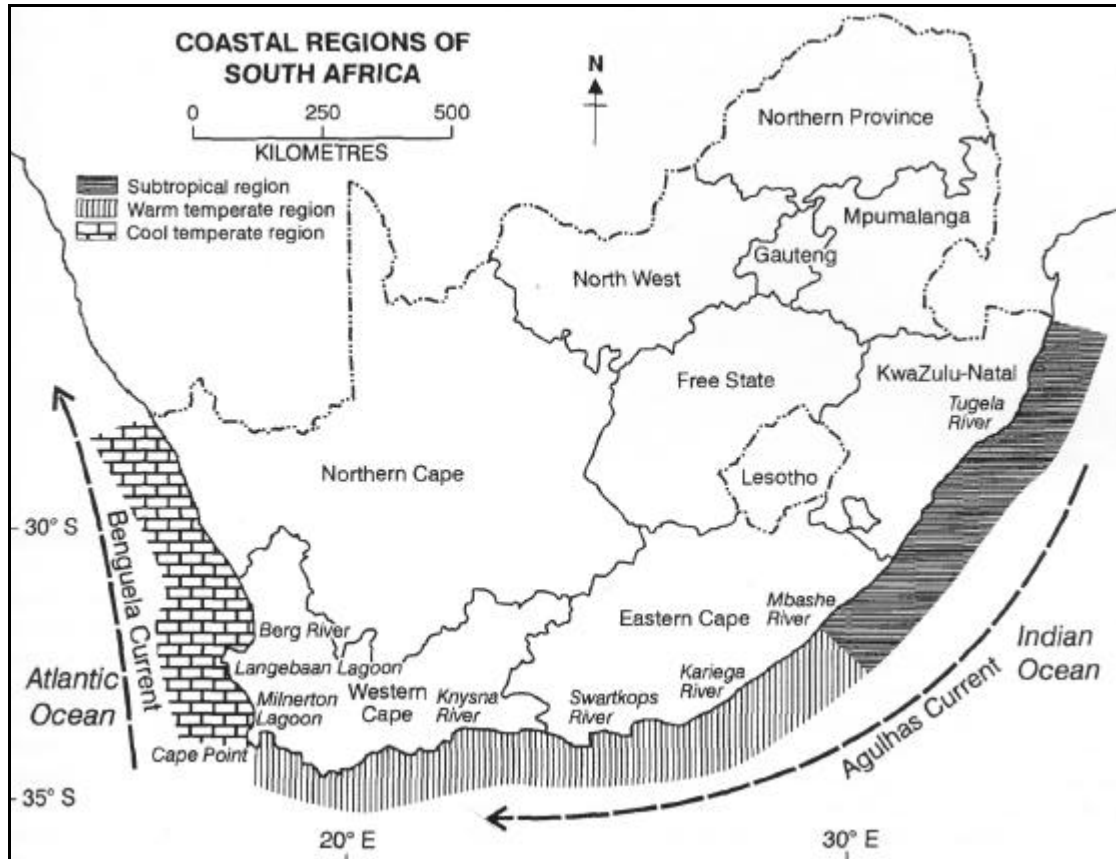 COASTAL REGIONS OF
SOUTH AFRICA
0 250 500
KILOMETRES
N
Subtropical region
Warm temperate region
Cool temperate region
Northern Province
Mpumalanga
Gauteng
North West
Free State
KwaZulu-Natal
Tugela
River
Lesotho
Northern Cape
30° S
Benguela Current
Eastern Cape
Mbashe
River
Berg River
Langebaan Lagoon
Indian
Ocean
Atlantic
Ocean
Milnerton
Lagoon
Western
Cape
Knysna
River
Swartkops
River
Kariega
River
Agulhas Current
Cape Point
35° S
20° E
30° E